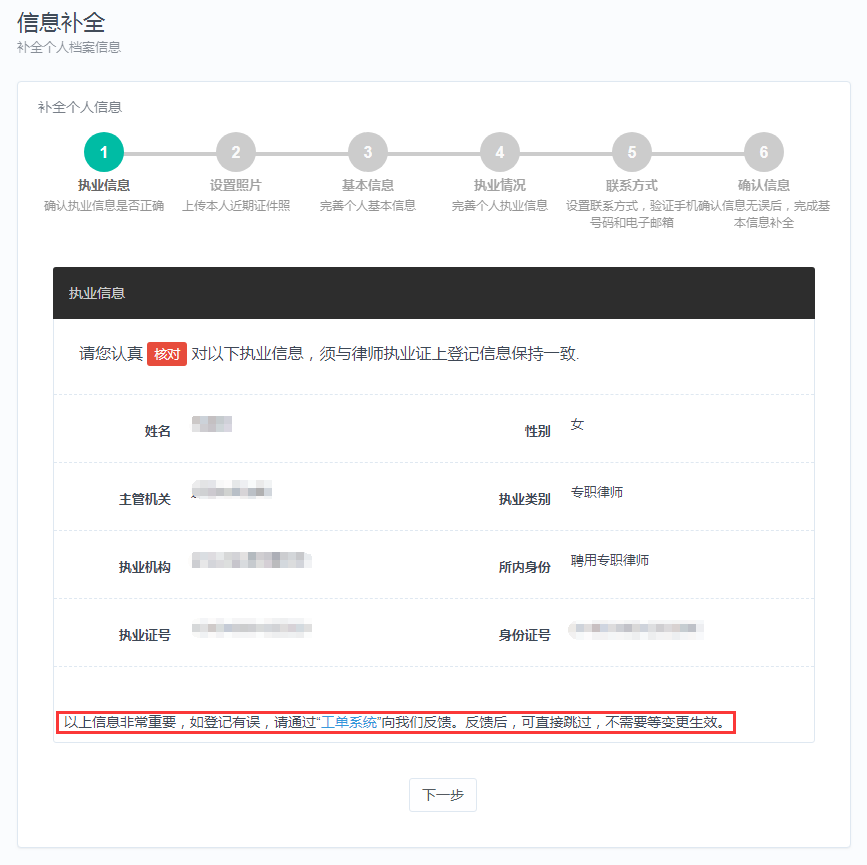 信息补全
补全个人档案信息
补全个人信息
1 2 3 4 5 6
执业信息 设置照片 基本信息 执业情况 联系方式 确认信息
确认执业信息是否正确 上传本人近期证件照 完善个人基本信息 完善个人执业信息 设置联系方式，验证手机确认信息无误后，完成基
号码和电子邮箱 本信息补全
执业信息
请您认真 核对 对以下执业信息，须与律师执业证上登记信息保持一致.
姓名 性别 女
主管机关 执业类别 专职律师
执业机构 所内身份 聘用专职律师
执业证号 身份证号
以上信息非常重要，如登记有误，请通过“工单系统”向我们反馈。反馈后，可直接跳过，不需要等变更生效。
下一步